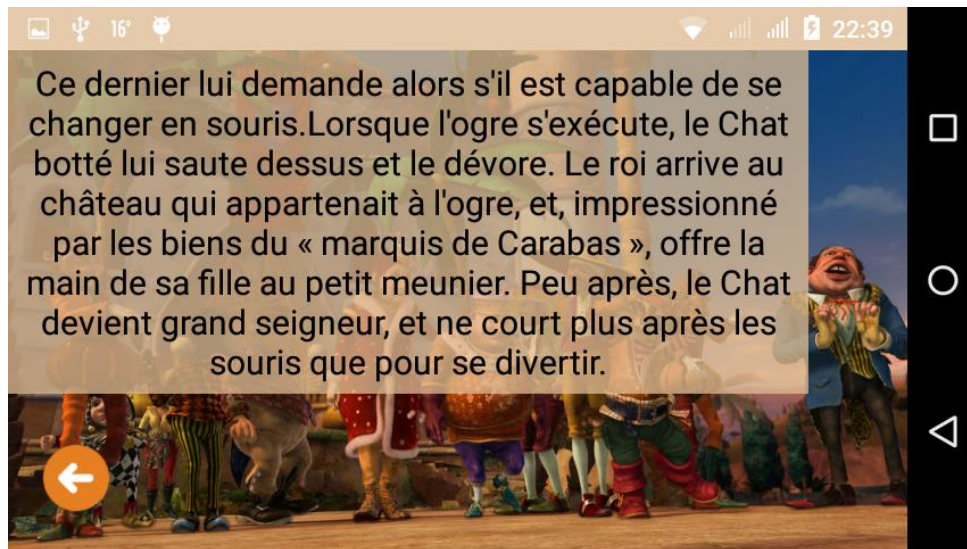 16°
22:39
Ce dernier lui demande alors s'il est capable de se
changer en souris.Lorsque l'ogre s'exécute, le Chat
botté lui saute dessus et le dévore. Le roi arrive au
château qui appartenait à l'ogre, et, impressionné
par les biens du « marquis de Carabas », offre la
main de sa fille au petit meunier. Peu après, le Chat
devient grand seigneur, et ne court plus après les
souris que pour se divertir.